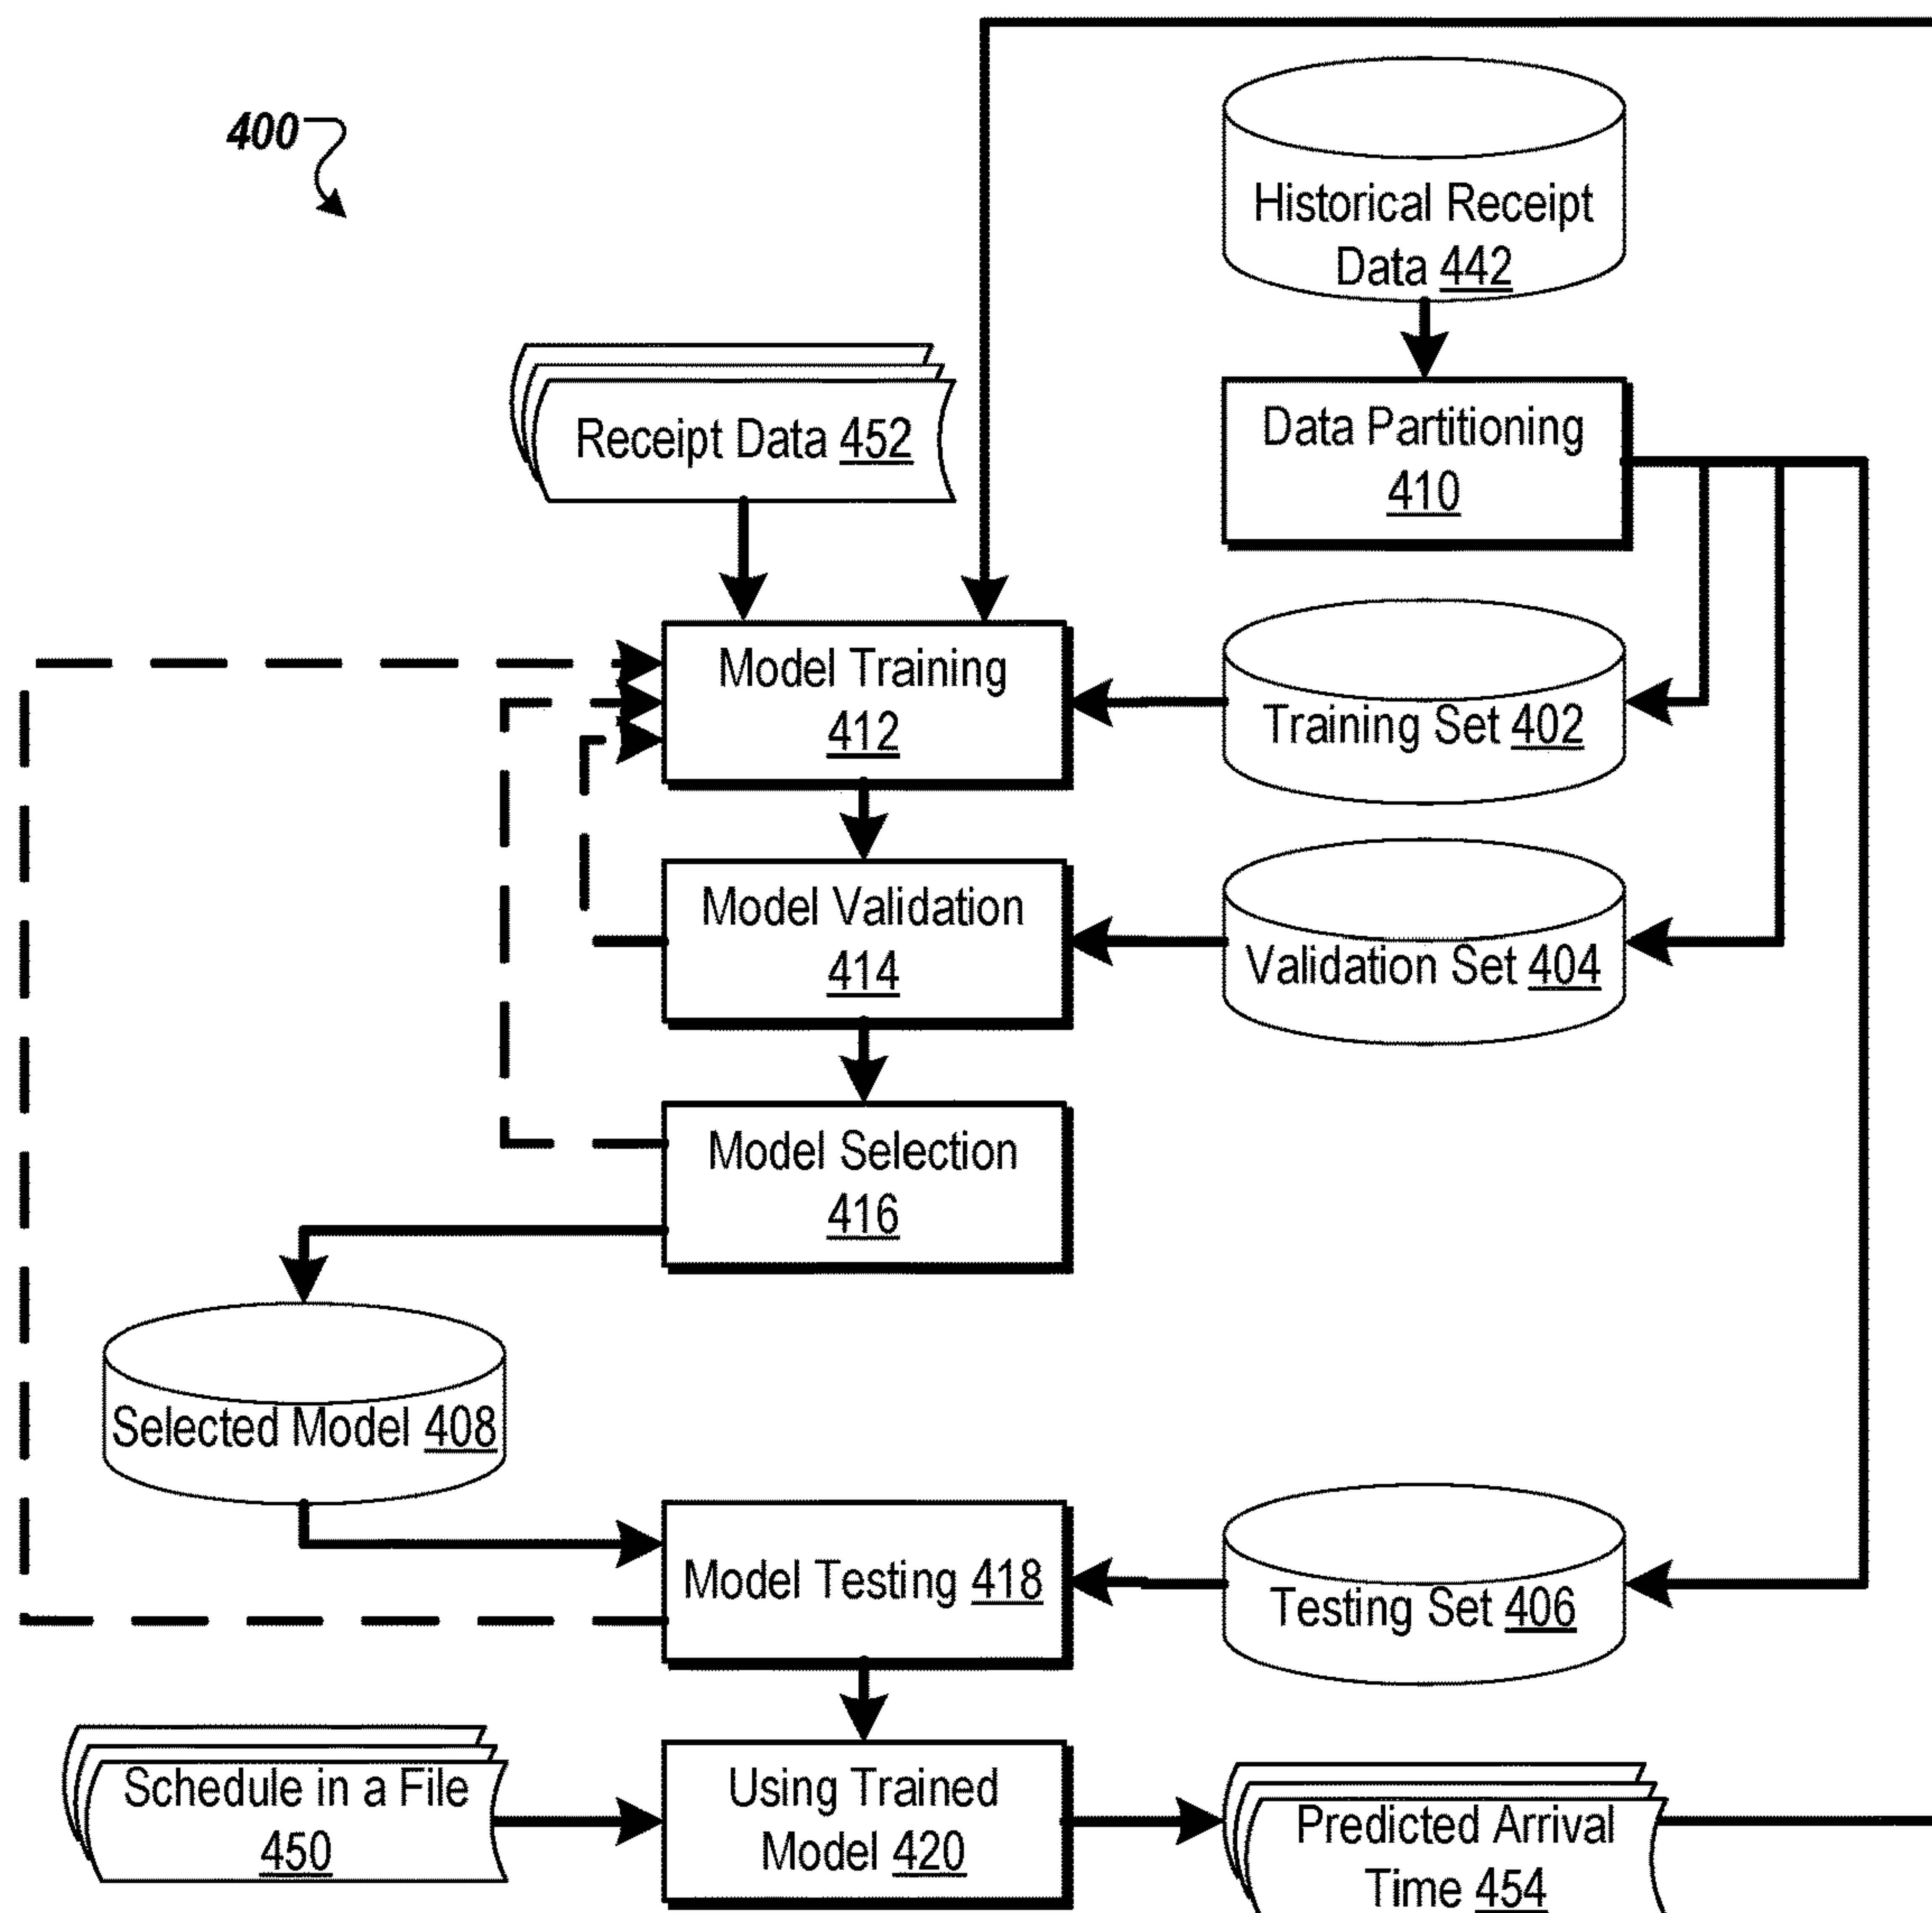 400
Historical Receipt
Data 442
Receipt Data 452
Data Partitioning
410
Model Training
412
Training Set 402
Model Validation
414
Validation Set 404
Model Selection
416
Selected Model 408
Model Testing 418
Testing Set 406
Schedule in a File
450
Using Trained
Model 420
Predicted Arrival
Time 454